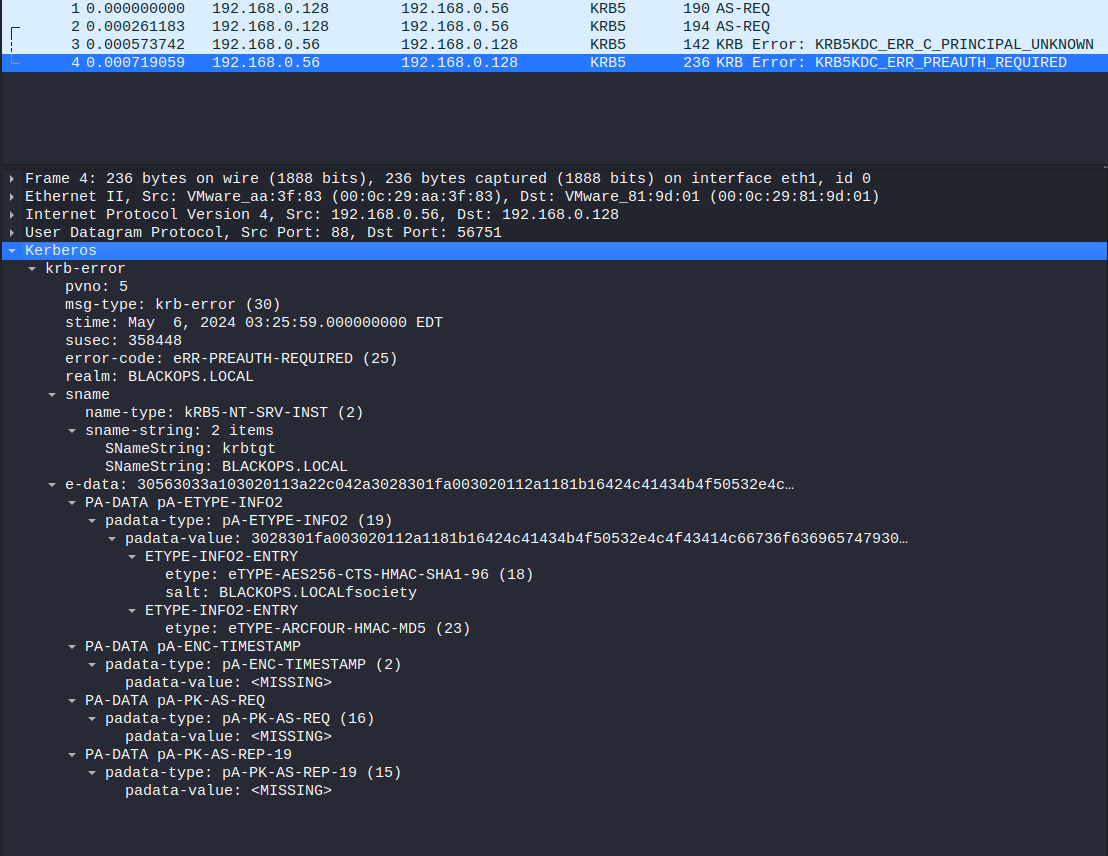 1 0.000000000 192.168.0.128 192.168.0.56 KRB5 190 AS-REQ
2 0.000261183 192.168.0.128 192.168.0.56 KRB5 194 AS-REQ
3 0.000573742 192.168.0.56 192.168.0.128 KRB5 142 KRB Error: KRB5KDC_ERR_C_PRINCIPAL_UNKNOWN
4 0.000719059 192.168.0.56 192.168.0.128 KRB5 236 KRB Error: KRB5KDC_ERR_PREAUTH_REQUIRED
Frame 4: 236 bytes on wire (1888 bits), 236 bytes captured (1888 bits) on interface eth1, id 0
Ethernet II, Src: VMware_aa:3f:83 (00:0c:29:aa:3f:83), Dst: VMware_81:9d:01 (00:0c:29:81:9d:01)
Internet Protocol Version 4, Src: 192.168.0.56, Dst: 192.168.0.128
User Datagram Protocol, Src Port: 88, Dst Port: 56751
Kerberos
krb-error
pvno: 5
msg-type: krb-error (30)
stime: May  6, 2024 03:25:59.000000000 EDT
susec: 358448
error-code: eRR-PREAUTH-REQUIRED (25)
realm: BLACKOPS.LOCAL
sname
name-type: kRB5-NT-SRV-INST (2)
sname-string: 2 items
SNameString: krbtgt
SNameString: BLACKOPS.LOCAL
e-data: 30563033a103020113a22c042a3028301fa003020112a1181b16424c41434b4f50532e4c…
PA-DATA pA-ETYPE-INFO2
padata-type: pA-ETYPE-INFO2 (19)
padata-value: 3028301fa003020112a1181b16424c41434b4f50532e4c4f43414c66736f636965747930…
ETYPE-INFO2-ENTRY
etype: eTYPE-AES256-CTS-HMAC-SHA1-96 (18)
salt: BLACKOPS.LOCALfsociety
ETYPE-INFO2-ENTRY
etype: eTYPE-ARCFOUR-HMAC-MD5 (23)
PA-DATA pA-ENC-TIMESTAMP
padata-type: pA-ENC-TIMESTAMP (2)
padata-value: <MISSING>
PA-DATA pA-PK-AS-REQ
padata-type: pA-PK-AS-REQ (16)
padata-value: <MISSING>
PA-DATA pA-PK-AS-REP-19
padata-type: pA-PK-AS-REP-19 (15)
padata-value: <MISSING>